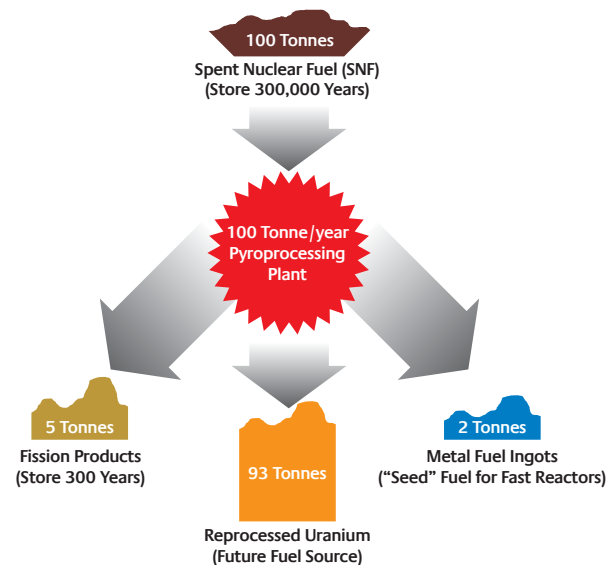 100 Tonnes
Spent Nuclear Fuel (SNF)
(Store 300,000 Years)
100 Tonne/year
Pyroprocessing
Plant
5 Tonnes
Fission Products
(Store 300 Years)
93 Tonnes
Reprocessed Uranium
(Future Fuel Source)
2 Tonnes
Metal Fuel Ingots
(“Seed” Fuel for Fast Reactors)